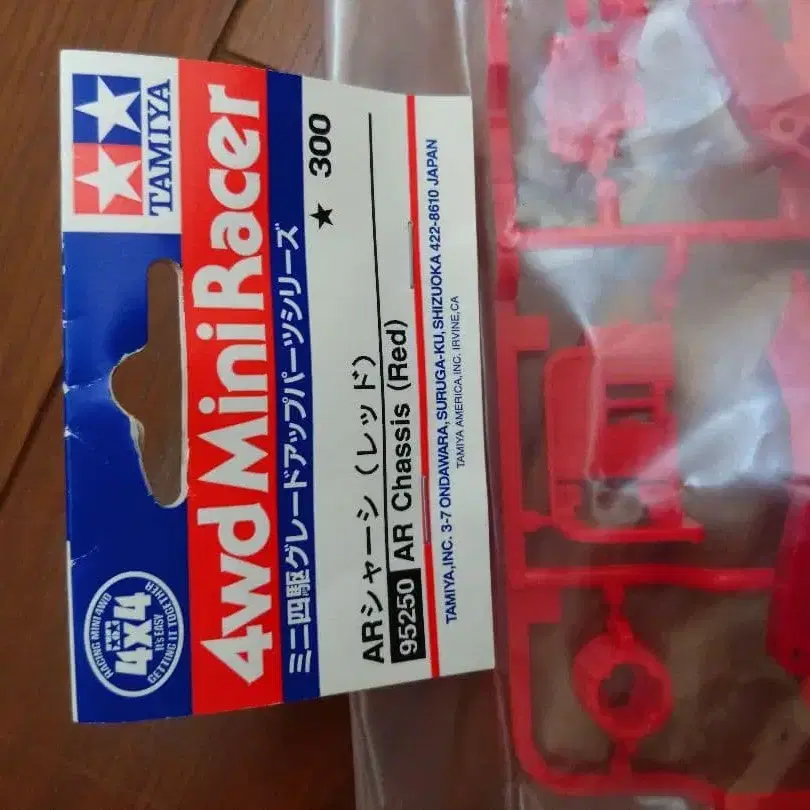 TAMIYA
4wd Mini Racer
ミニ四駆グレードアップパーツシリーズ
★ 300
ARシャーシ（レッド）
95250 AR Chassis (Red)
TAMIYA,INC. 3-7 ONDAWARA, SURUGA-KU, SHIZUOKA 422-8610 JAPAN
TAMIYA AMERICA, INC. IRVINE, CA
RACING MINI 4WD
4X4
It's EASY
GETTING IT TOGETHER